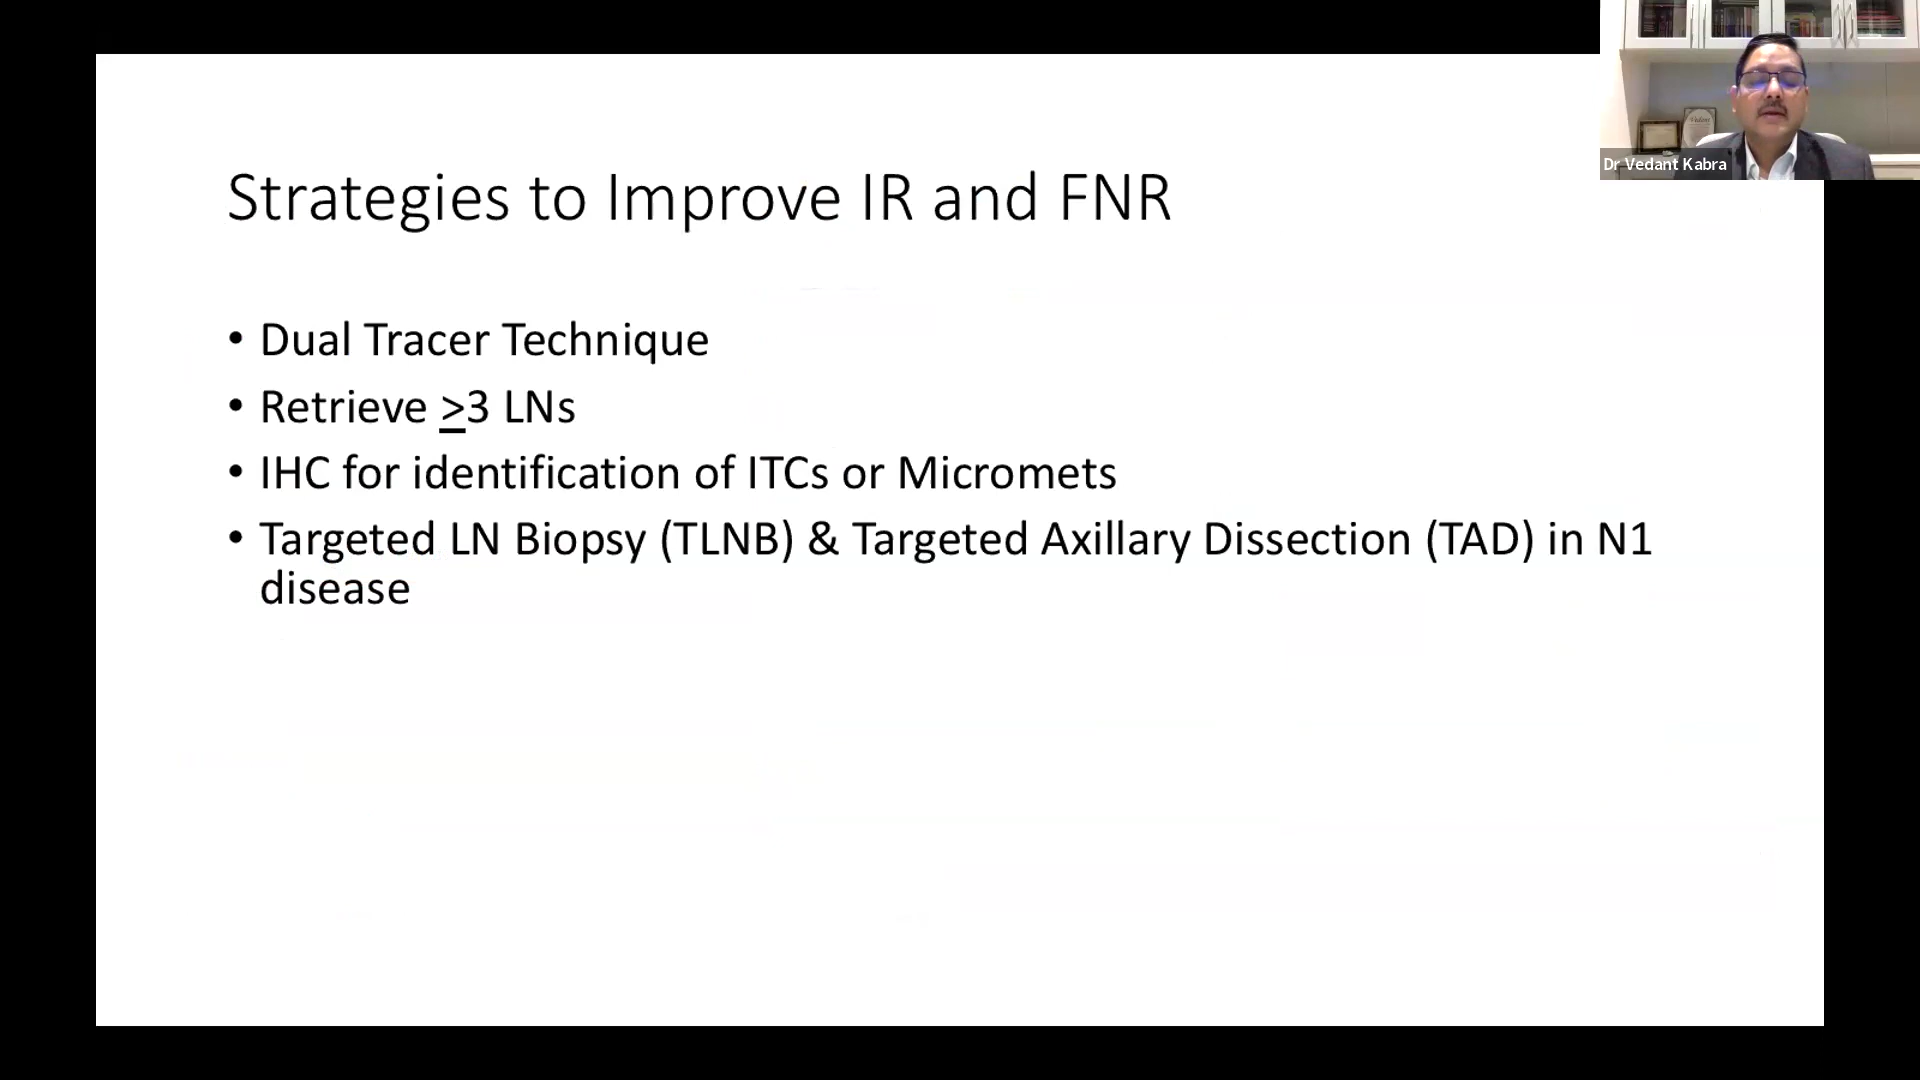 Dr Vedant Kabra
Strategies to Improve IR and FNR
• Dual Tracer Technique
• Retrieve ≥3 LNs
• IHC for identification of ITCs or Micromets
• Targeted LN Biopsy (TLNB) & Targeted Axillary Dissection (TAD) in N1
disease